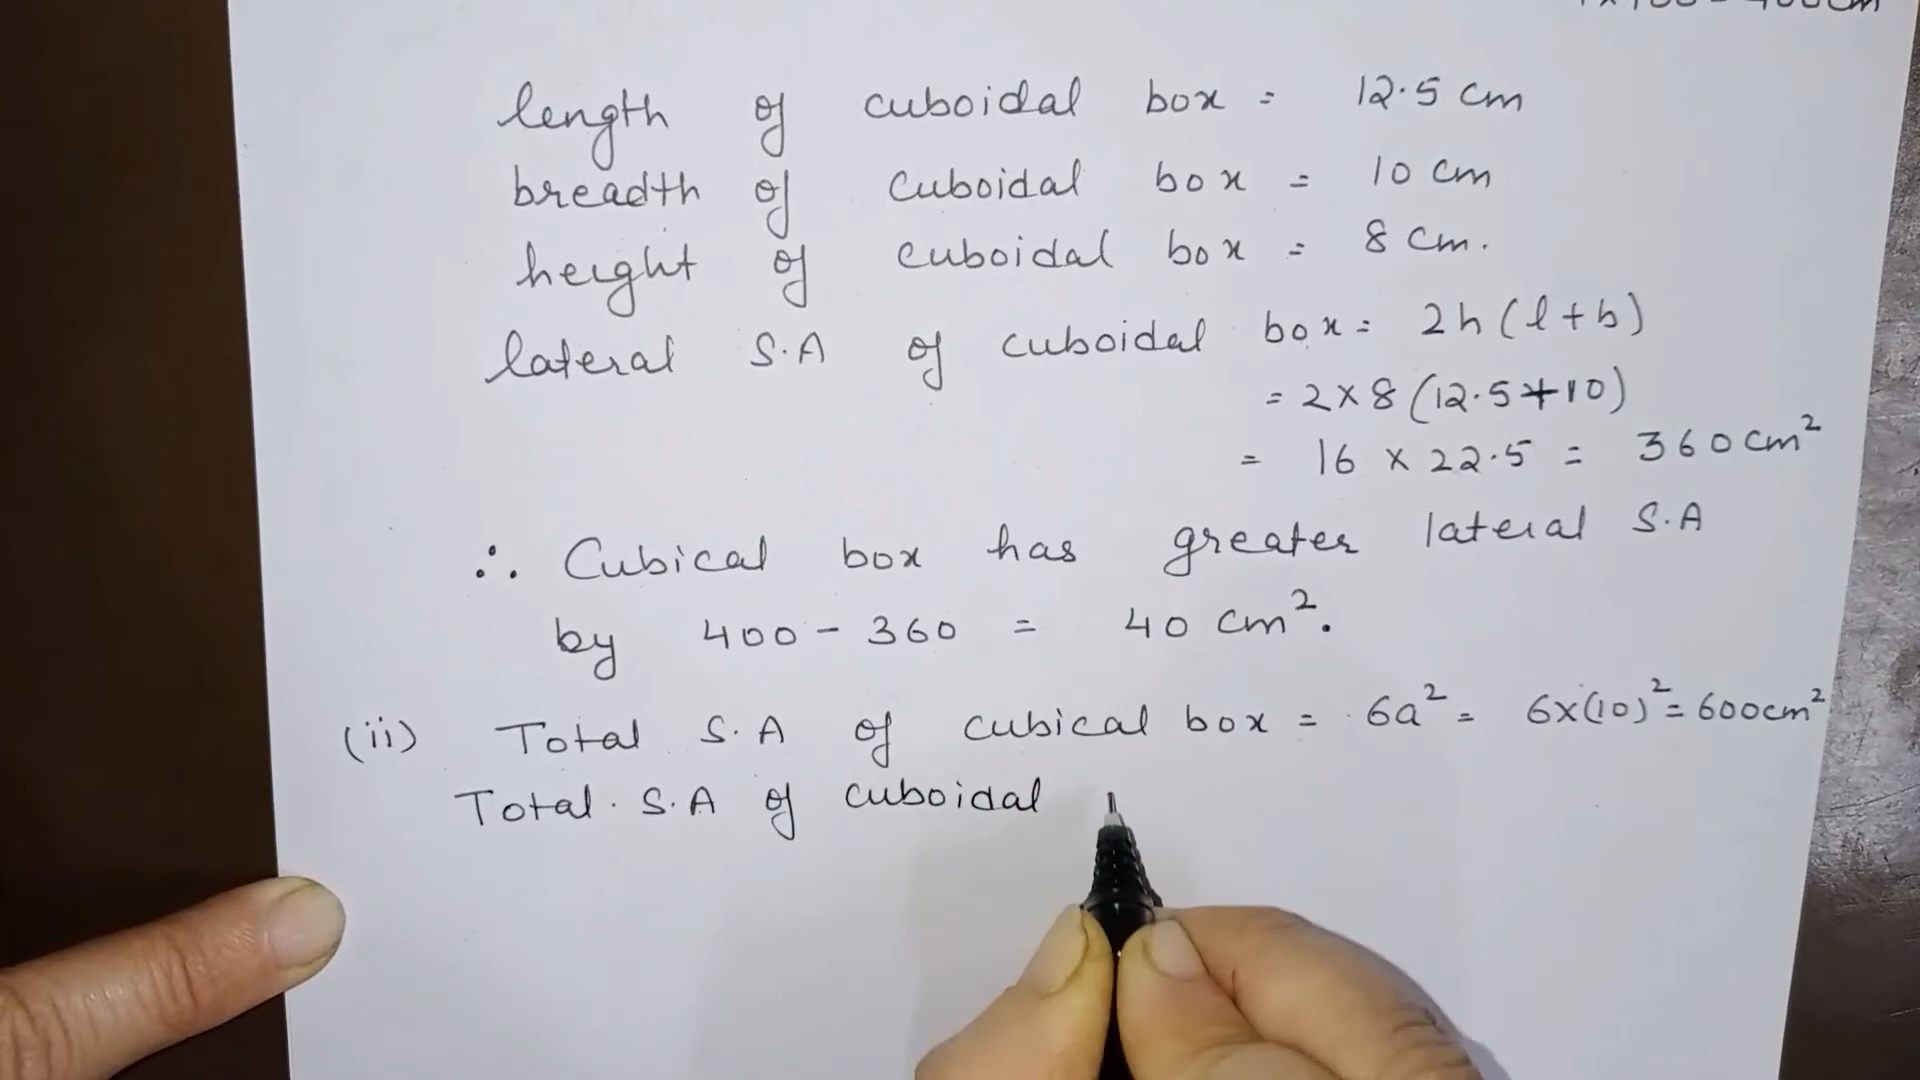 length of cuboidal box = 12.5 cm
breadth of cuboidal box = 10 cm
height of cuboidal box = 8 cm.
lateral S.A of cuboidal box = 2h (l+b)
= 2 × 8 (12.5+10)
= 16 × 22.5 = 360 cm²
∴ Cubical box has greater lateral S.A
by 400 - 360 = 40 cm².
(ii) Total S.A of cubical box = 6a² = 6×(10)² = 600cm²
Total S.A of cuboidal